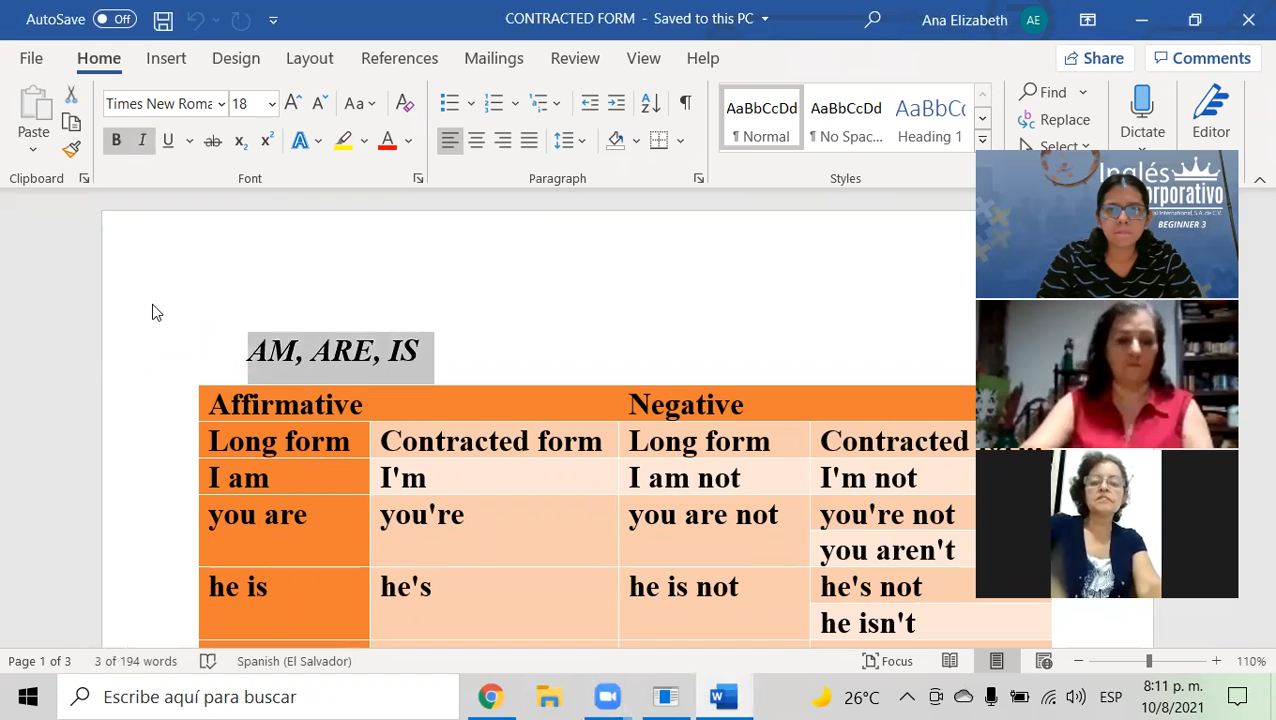 AutoSave Off CONTRACTED FORM - Saved to this PC Ana Elizabeth AE
File Home Insert Design Layout References Mailings Review View Help Share Comments
Paste Times New Roma 18 Aa AaBbCcDd AaBbCcDd AaBbCcD Find Dictate Editor
¶ Normal ¶ No Spac... Heading 1 Replace
Select
Clipboard Font Paragraph Styles
Inglés
Corporativo
al International, S.A. de C.V.
BEGINNER 3
AM, ARE, IS
Affirmative Negative
Long form Contracted form Long form Contracted
I am I'm I am not I'm not
you are you're you are not you're not
you aren't
he is he's he is not he's not
he isn't
Page 1 of 3 3 of 194 words Spanish (El Salvador) Focus 110%
Escribe aquí para buscar 26°C ESP 8:11 p. m.
10/8/2021